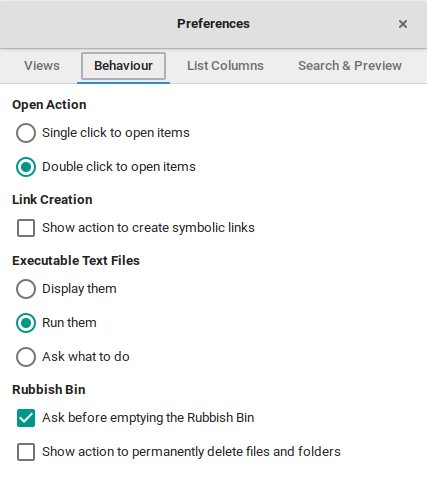 Preferences
Views Behaviour List Columns Search & Preview
Open Action
Single click to open items
Double click to open items
Link Creation
Show action to create symbolic links
Executable Text Files
Display them
Run them
Ask what to do
Rubbish Bin
Ask before emptying the Rubbish Bin
Show action to permanently delete files and folders